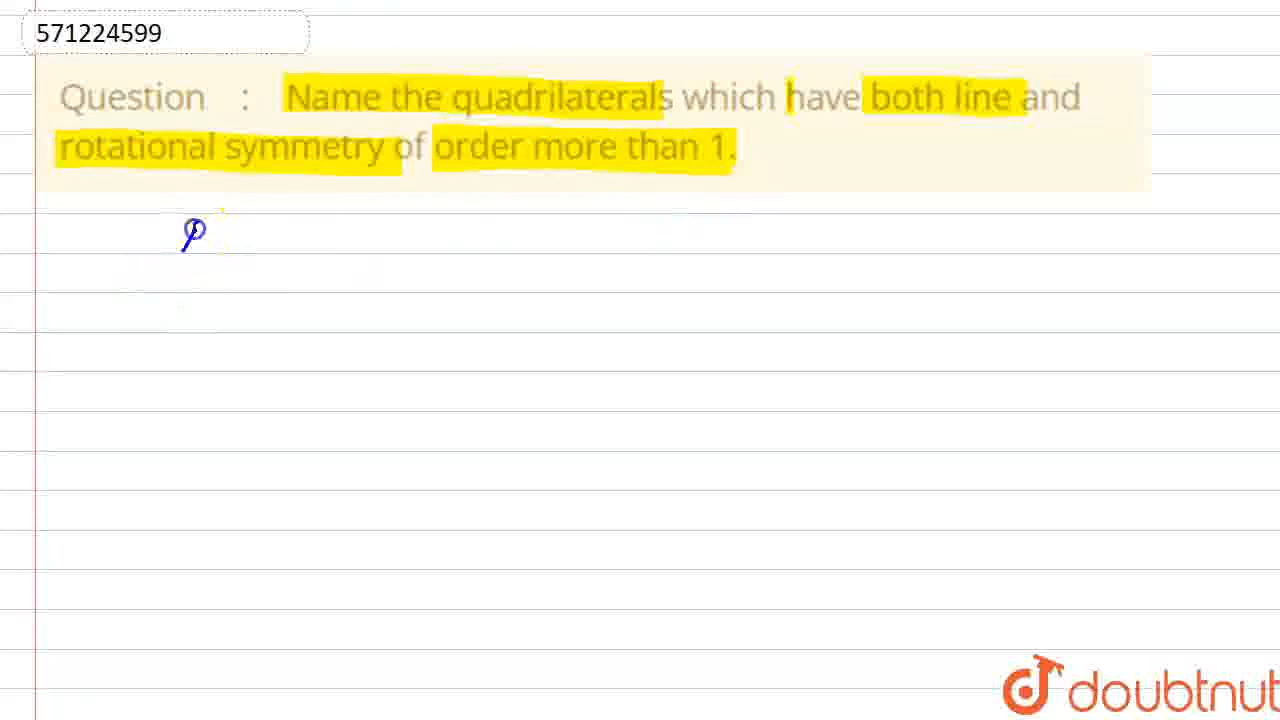 571224599
Question : Name the quadrilaterals which have both line and
rotational symmetry of order more than 1.
doubtnut